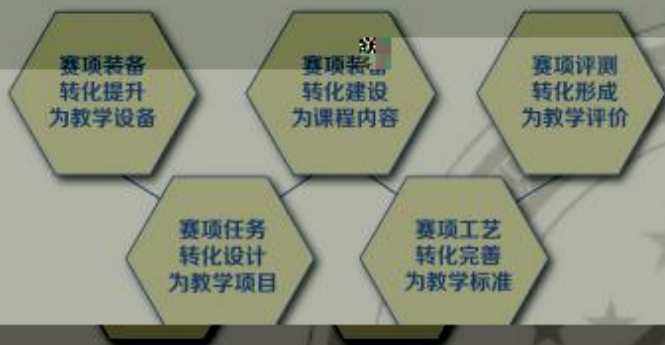 赛项装备
转化提升
为教学设备
赛项装
转化建设
为课程内容
赛项评测
转化形成
为教学评价
赛项任务
转化设计
为教学项目
赛项工艺
转化完善
为教学标准